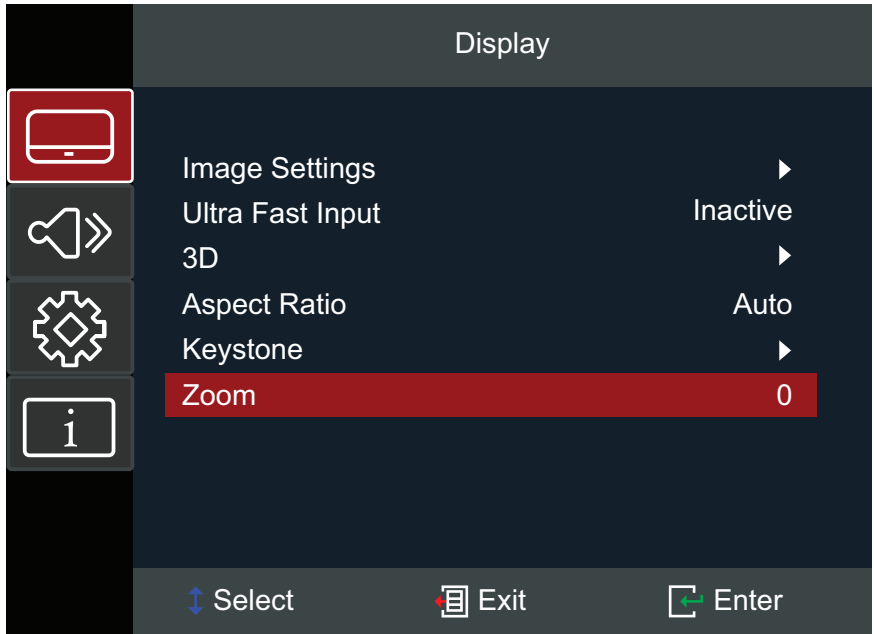 Display
Image Settings
Ultra Fast Input Inactive
3D
Aspect Ratio Auto
Keystone
Zoom 0
i
Select Exit Enter